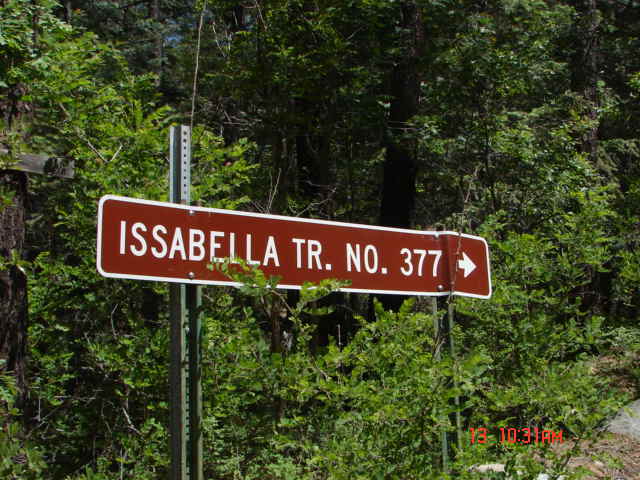 ISSABELLA TR. NO. 377 →
13 10:31AM